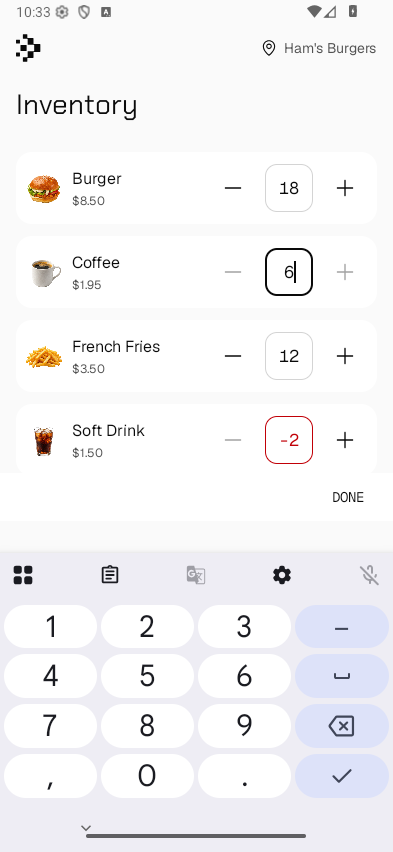 10:33
Ham's Burgers
Inventory
Burger
$8.50
18
Coffee
$1.95
6
French Fries
$3.50
12
Soft Drink
$1.50
-2
DONE
1 2 3 –
4 5 6
7 8 9
, 0 .